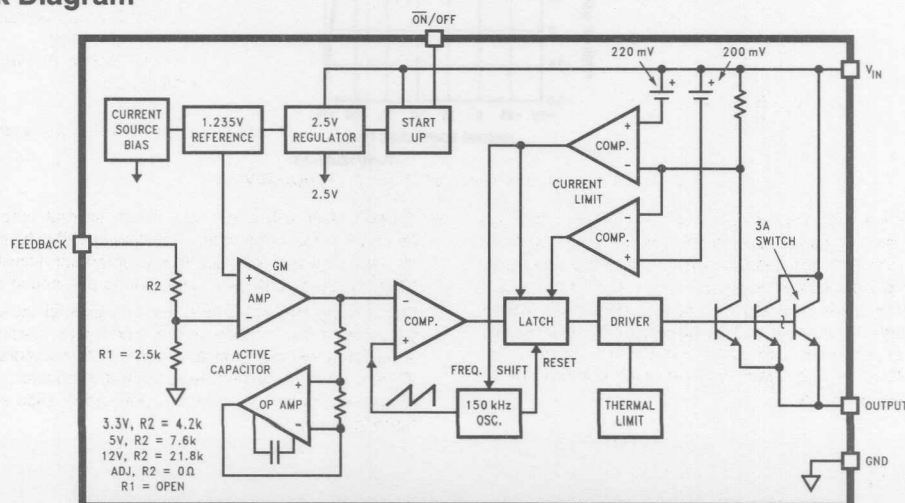 k Diagram
ON/OFF
220 mV
200 mV
+
+
VIN
CURRENT SOURCE BIAS
1.235V REFERENCE
2.5V REGULATOR
START UP
2.5V
COMP.
+
-
CURRENT LIMIT
COMP.
-
+
3A SWITCH
FEEDBACK
R2
R1 = 2.5k
GM
AMP
+
-
ACTIVE CAPACITOR
OP AMP
+
-
COMP.
-
+
LATCH
DRIVER
RESET
FREQ. SHIFT
150 kHz OSC.
THERMAL LIMIT
OUTPUT
GND
3.3V, R2 = 4.2k
5V, R2 = 7.6k
12V, R2 = 21.8k
ADJ, R2 = 0Ω
R1 = OPEN